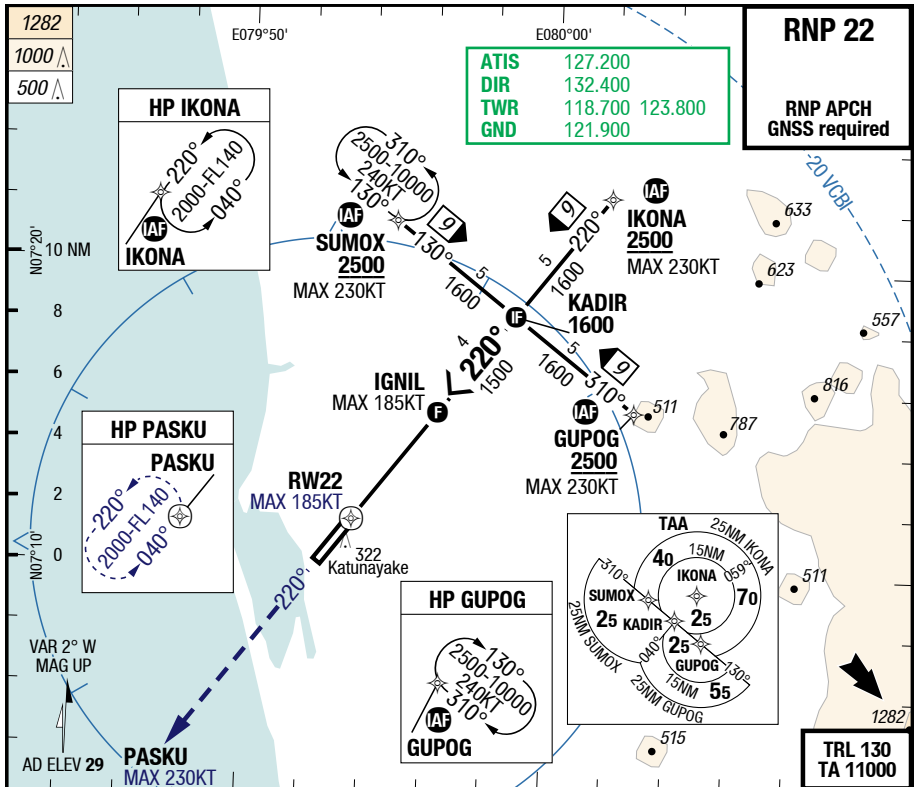 1282
1000
500
E079°50'
E080°00'
RNP 22
RNP APCH
GNSS required
ATIS 127.200
DIR 132.400
TWR 118.700 123.800
GND 121.900
-20 VCBI
HP IKONA
220°
2000-FL140
040°
IAF
IKONA
310°
2500-10000
240KT
130°
IAF
SUMOX
2500
MAX 230KT
9
130°
5
1600
9
220°
5
1600
IAF
IKONA
2500
MAX 230KT
633
623
557
816
787
511
N07°20'
10 NM
8
6
4
2
0
N07°10'
KADIR
1600
IF
4
220°
1500
5
1600
9
310°
IAF
GUPOG
2500
MAX 230KT
IGNIL
MAX 185KT
F
HP PASKU
PASKU
220°
2000-FL140
040°
RW22
MAX 185KT
322
Katunayake
220°
TAA
25NM IKONA
40
15NM
059°
310°
IKONA
SUMOX
25
KADIR
25
70
25
040°
GUPOG
130°
15NM
55
25NM SUMOX
25NM GUPOG
511
HP GUPOG
130°
2500-10000
240KT
310°
IAF
GUPOG
VAR 2° W
MAG UP
AD ELEV 29
PASKU
MAX 230KT
515
1282
TRL 130
TA 11000